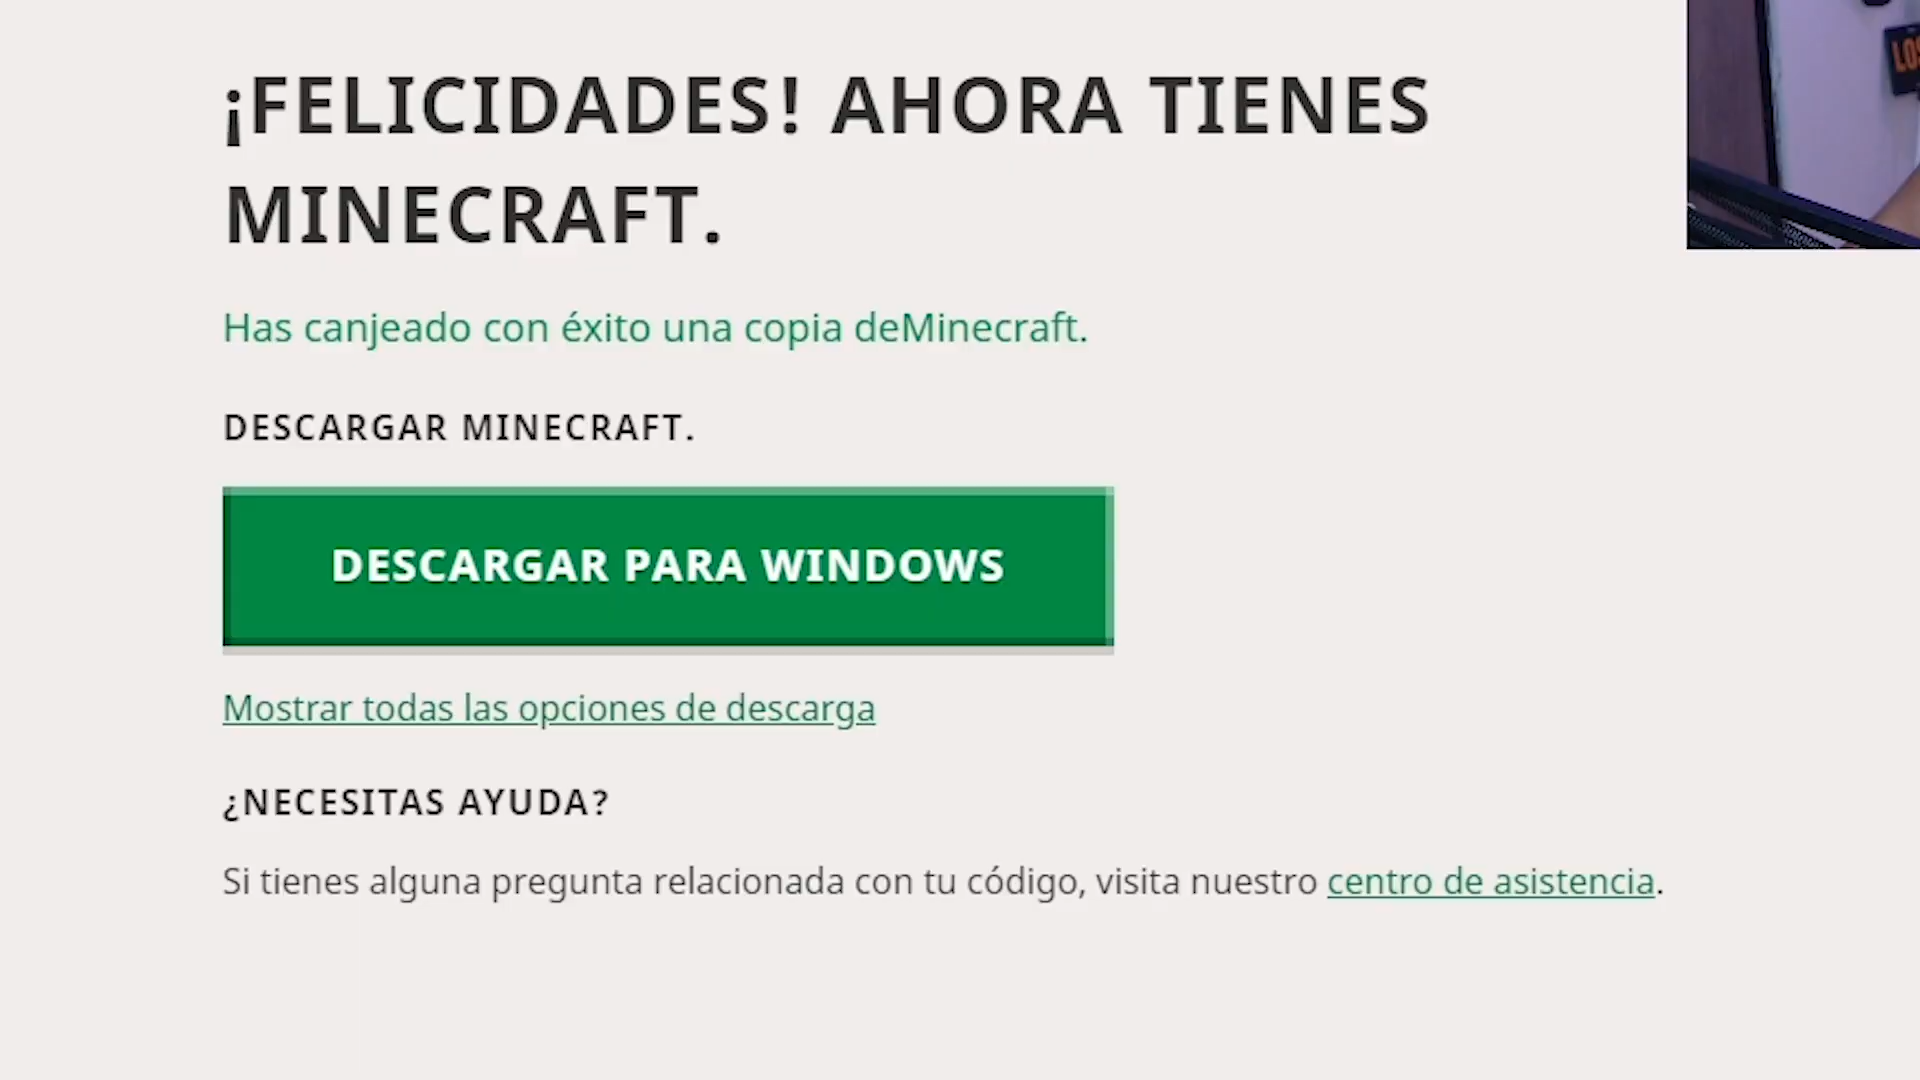 ¡FELICIDADES! AHORA TIENES
MINECRAFT.
Has canjeado con éxito una copia deMinecraft.
DESCARGAR MINECRAFT.
DESCARGAR PARA WINDOWS
Mostrar todas las opciones de descarga
¿NECESITAS AYUDA?
Si tienes alguna pregunta relacionada con tu código, visita nuestro centro de asistencia.